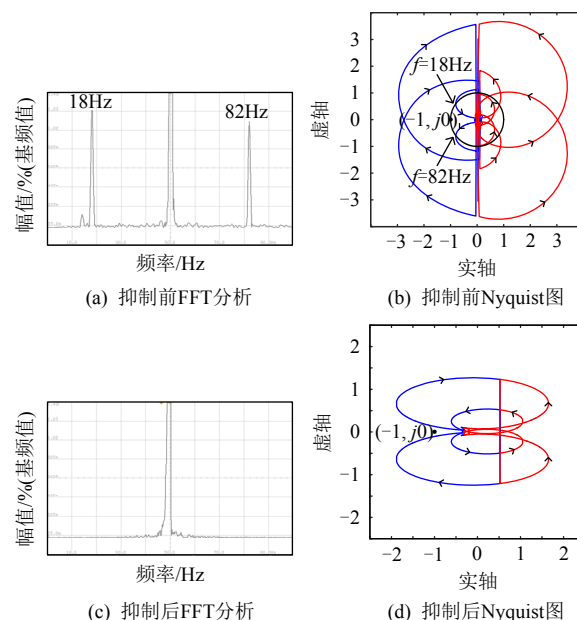 幅值/%(基频值)
18Hz
82Hz
频率/Hz
(a) 抑制前FFT分析
虚轴
3
2
1
0
−1
−2
−3
f=18Hz
(−1, j0)
f=82Hz
−3 −2 −1 0 1 2 3
实轴
(b) 抑制前Nyquist图
幅值/%(基频值)
频率/Hz
(c) 抑制后FFT分析
虚轴
2
1
0
−1
−2
(−1, j0)
−2 −1 0 1 2
实轴
(d) 抑制后Nyquist图